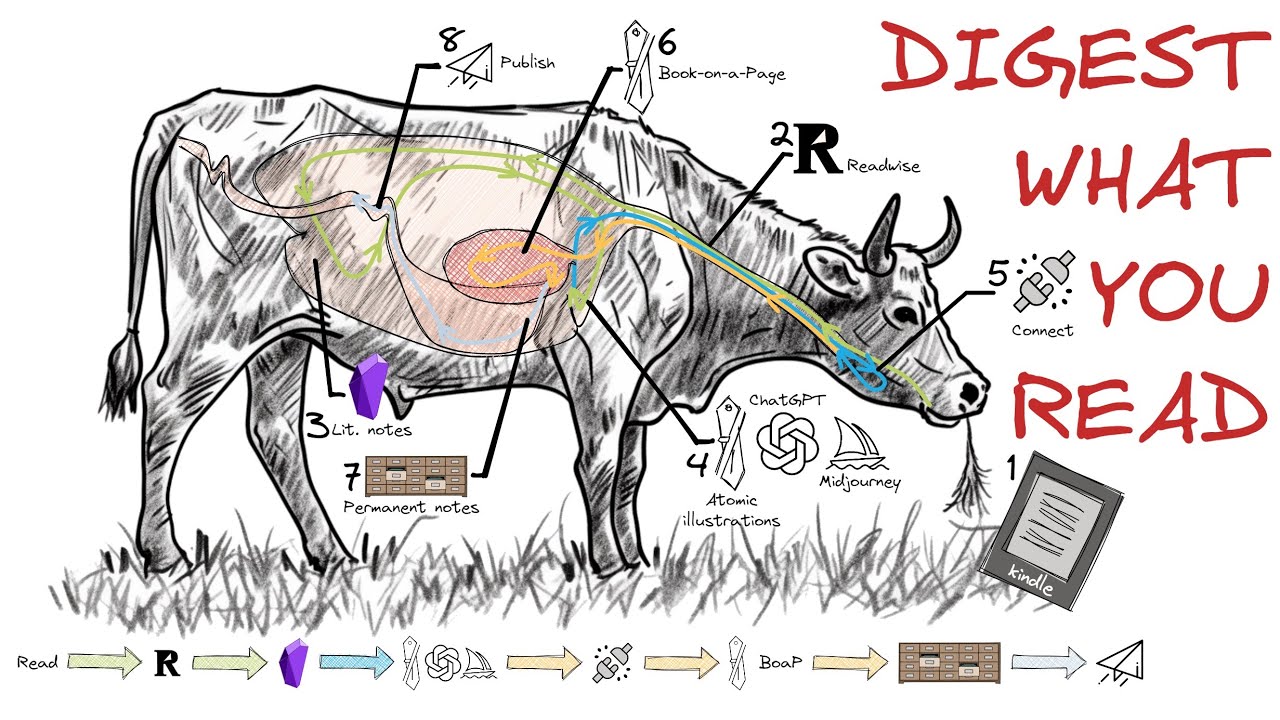 DIGEST
WHAT
YOU
READ
8
Publish
6
Book-on-a-Page
2
R
Readwise
5
Connect
3
Lit. notes
7
Permanent notes
4
ChatGPT
Midjourney
Atomic
illustrations
1
kindle
Read
R
BoaP